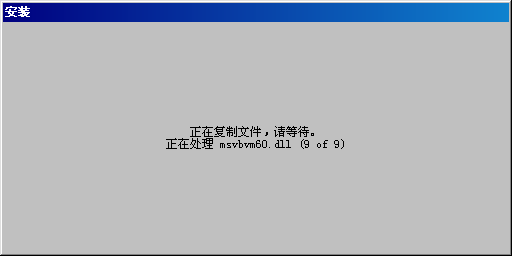 安装
正在复制文件，请等待。
正在处理 msvbvm60.dll (9 of 9)